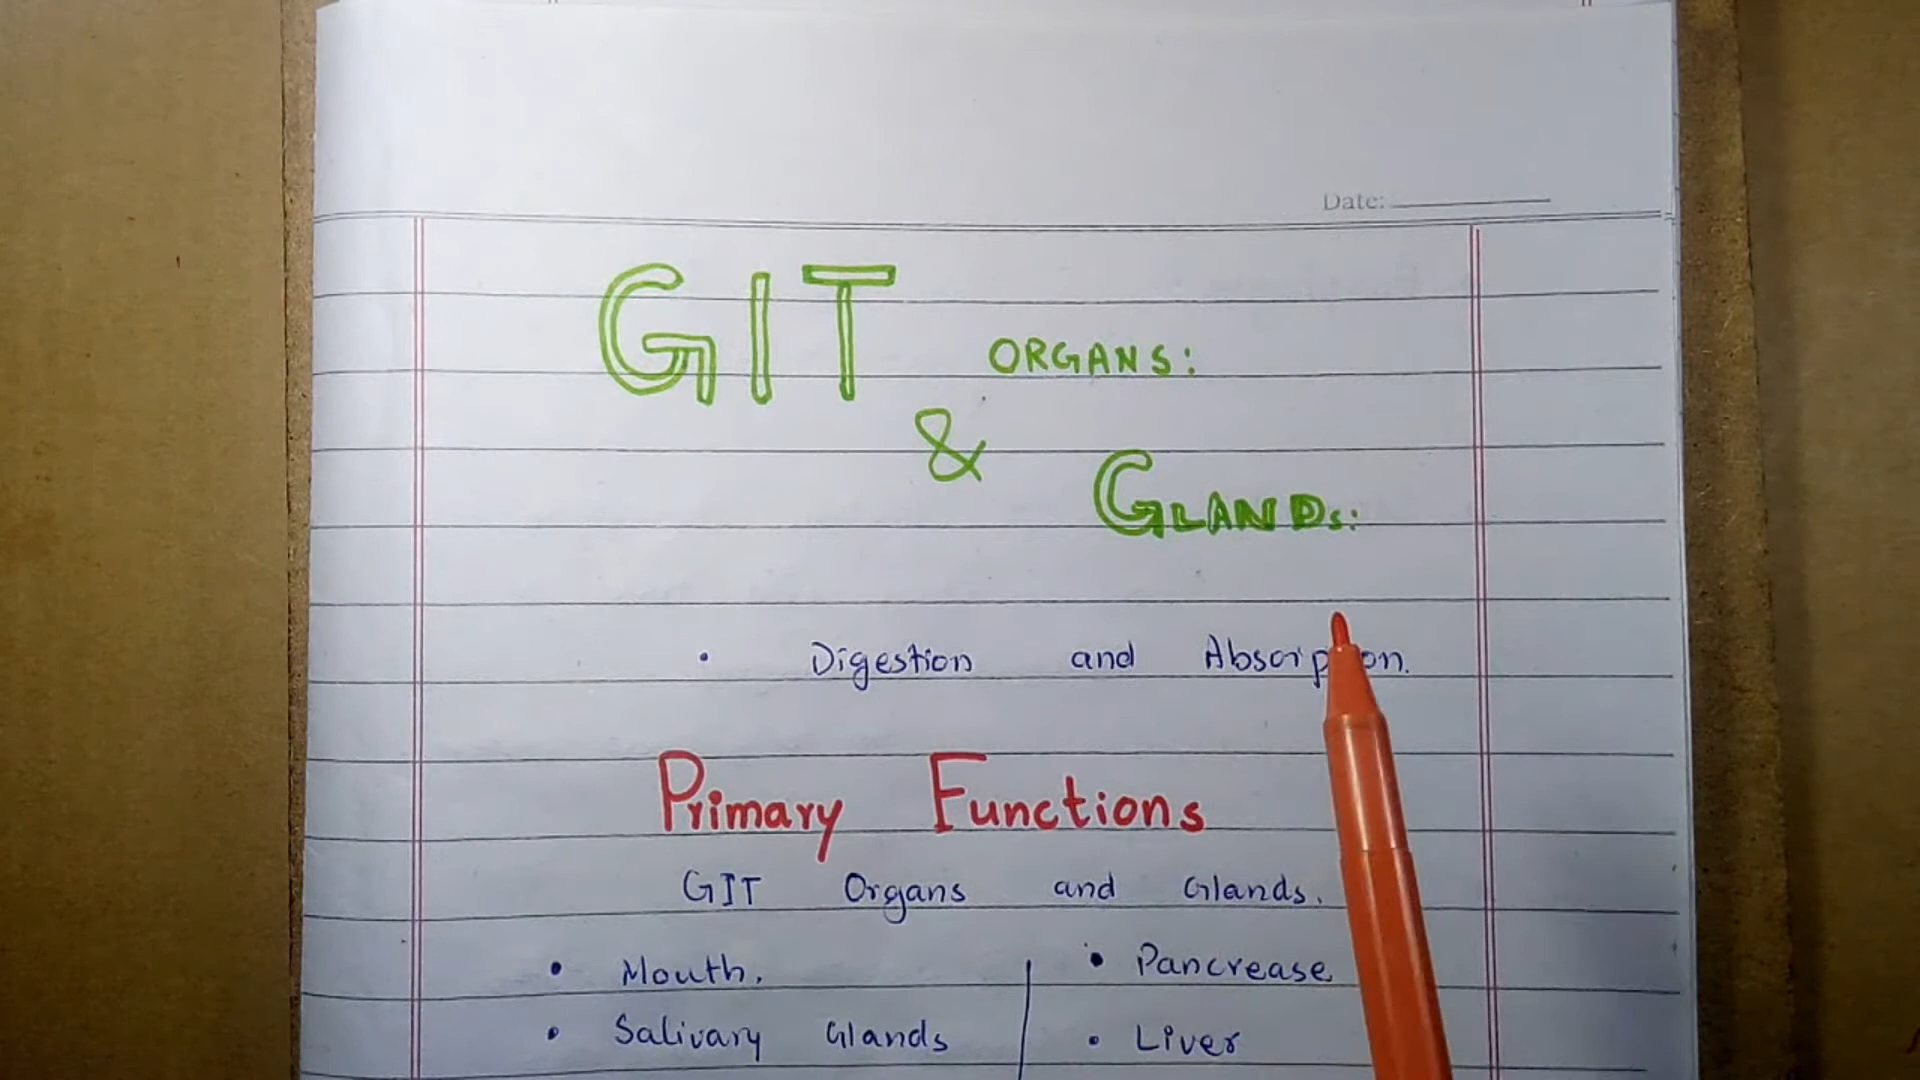 Date:
GIT ORGANS:
&
GLANDs:
• Digestion and Absorption.
Primary Functions
GIT Organs and Glands.
• Mouth.
• Salivary Glands
• Pancrease
• Liver